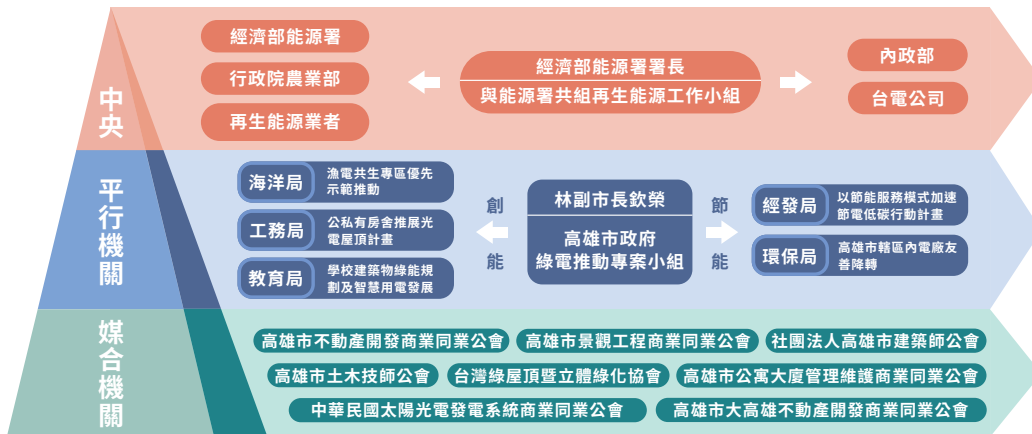 中央
經濟部能源署
行政院農業部
再生能源業者
經濟部能源署署長
與能源署共組再生能源工作小組
內政部
台電公司
平行機關
海洋局
漁電共生專區優先
示範推動
工務局
公私有房舍推展光
電屋頂計畫
教育局
學校建築物綠能規
劃及智慧用電發展
創能
林副市長欽榮
高雄市政府
綠電推動專案小組
節能
經發局
以節能服務模式加速
節電低碳行動計畫
環保局
高雄市轄區內電廠友
善降轉
媒合機關
高雄市不動產開發商業同業公會
高雄市景觀工程商業同業公會
社團法人高雄市建築師公會
高雄市土木技師公會
台灣綠屋頂暨立體綠化協會
高雄市公寓大廈管理維護商業同業公會
中華民國太陽光電發電系統商業同業公會
高雄市大高雄不動產開發商業同業公會